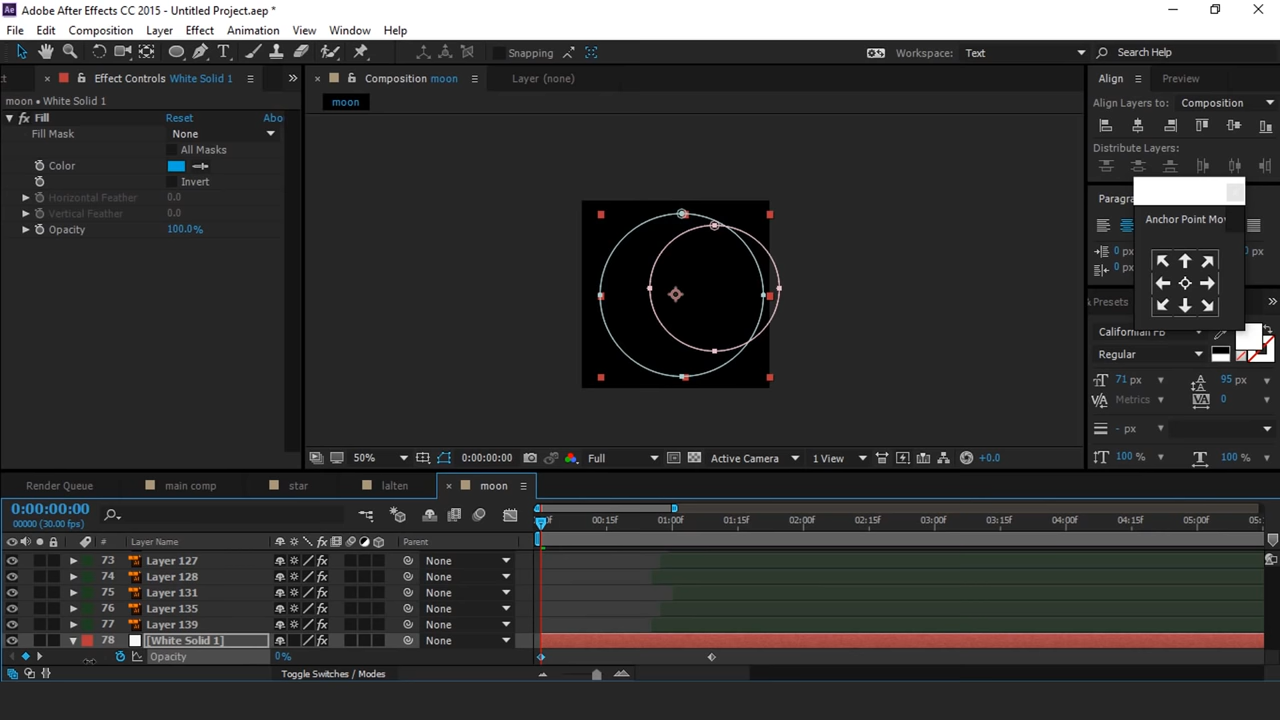 Adobe After Effects CC 2015 - Untitled Project.aep *
File Edit Composition Layer Effect Animation View Window Help
Snapping
Workspace: Text
Search Help
Effect Controls White Solid 1
Composition moon
Layer (none)
Align
Preview
moon • White Solid 1
moon
Align Layers to: Composition
Fill Reset Abo
Fill Mask None
All Masks
Distribute Layers:
Color
Invert
Horizontal Feather 0.0
Paragra
Vertical Feather 0.0
Anchor Point Mo
Opacity 100.0%
0 px
0 p
Presets
Californian FB
Regular
71 px
95 px
Metrics
0
- px
50%
0:00:00:00
Full
Active Camera
1 View
+0.0
100 %
100 %
Render Queue
main comp
star
lalten
moon
0:00:00:00
00000 (30.00 fps)
00:15f 01:00f 01:15f 02:00f 02:15f 03:00f 03:15f 04:00f 04:15f 05:00f
# Layer Name Parent
73 Layer 127 None
74 Layer 128 None
75 Layer 131 None
76 Layer 135 None
77 Layer 139 None
78 [White Solid 1] None
Opacity 0%
Toggle Switches / Modes